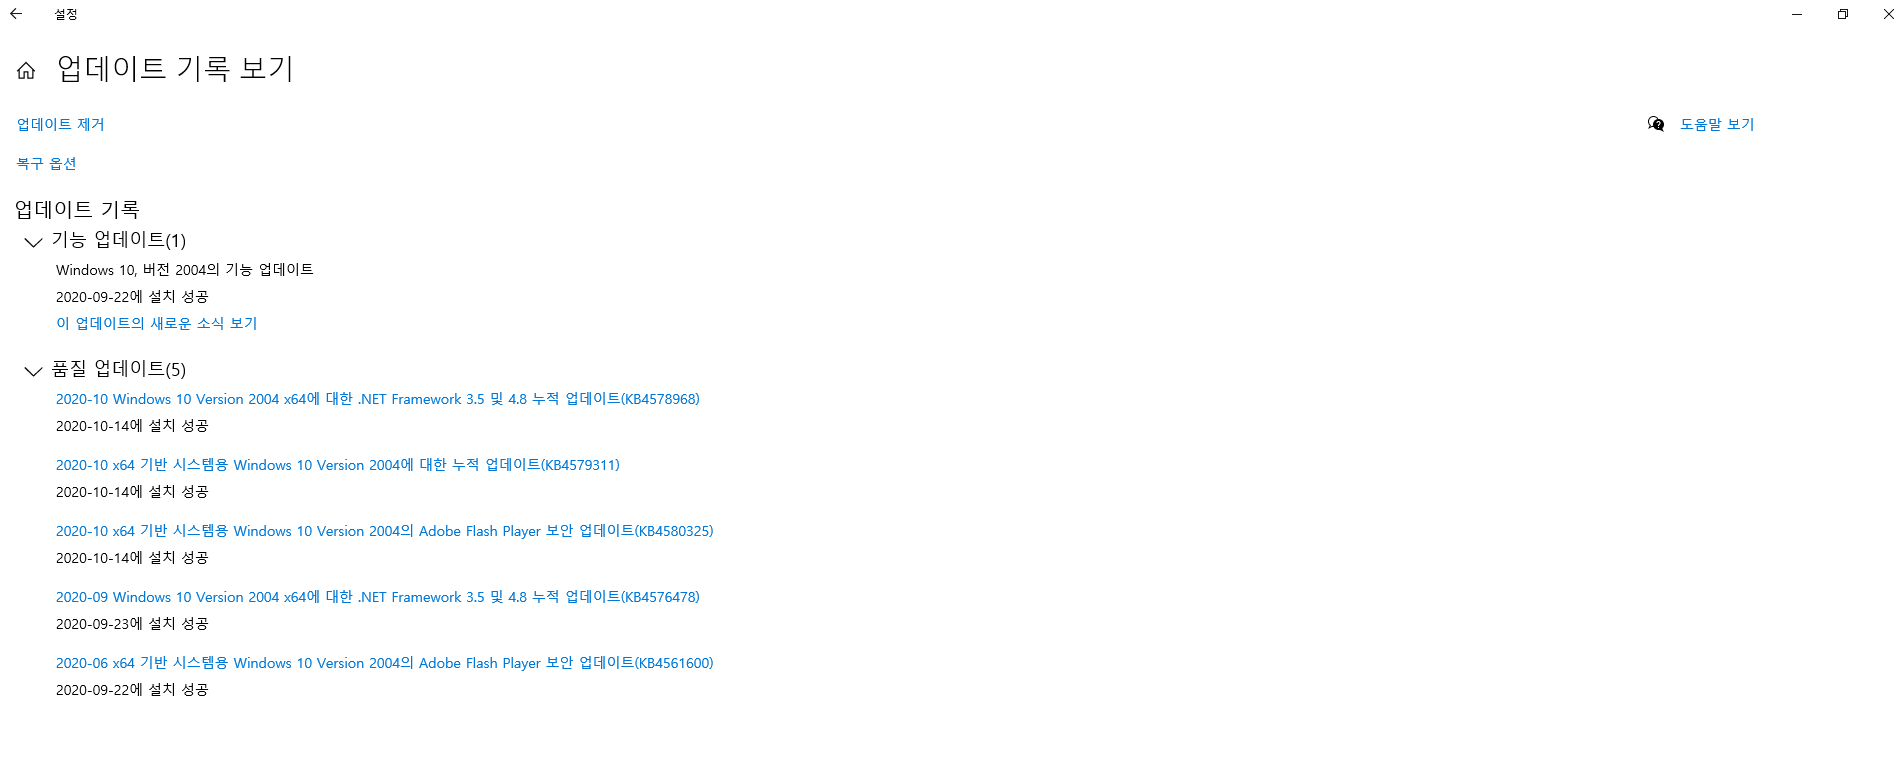 설정
업데이트 기록 보기
업데이트 제거
도움말 보기
복구 옵션
업데이트 기록
기능 업데이트(1)
Windows 10, 버전 2004의 기능 업데이트
2020-09-22에 설치 성공
이 업데이트의 새로운 소식 보기
품질 업데이트(5)
2020-10 Windows 10 Version 2004 x64에 대한 .NET Framework 3.5 및 4.8 누적 업데이트(KB4578968)
2020-10-14에 설치 성공
2020-10 x64 기반 시스템용 Windows 10 Version 2004에 대한 누적 업데이트(KB4579311)
2020-10-14에 설치 성공
2020-10 x64 기반 시스템용 Windows 10 Version 2004의 Adobe Flash Player 보안 업데이트(KB4580325)
2020-10-14에 설치 성공
2020-09 Windows 10 Version 2004 x64에 대한 .NET Framework 3.5 및 4.8 누적 업데이트(KB4576478)
2020-09-23에 설치 성공
2020-06 x64 기반 시스템용 Windows 10 Version 2004의 Adobe Flash Player 보안 업데이트(KB4561600)
2020-09-22에 설치 성공